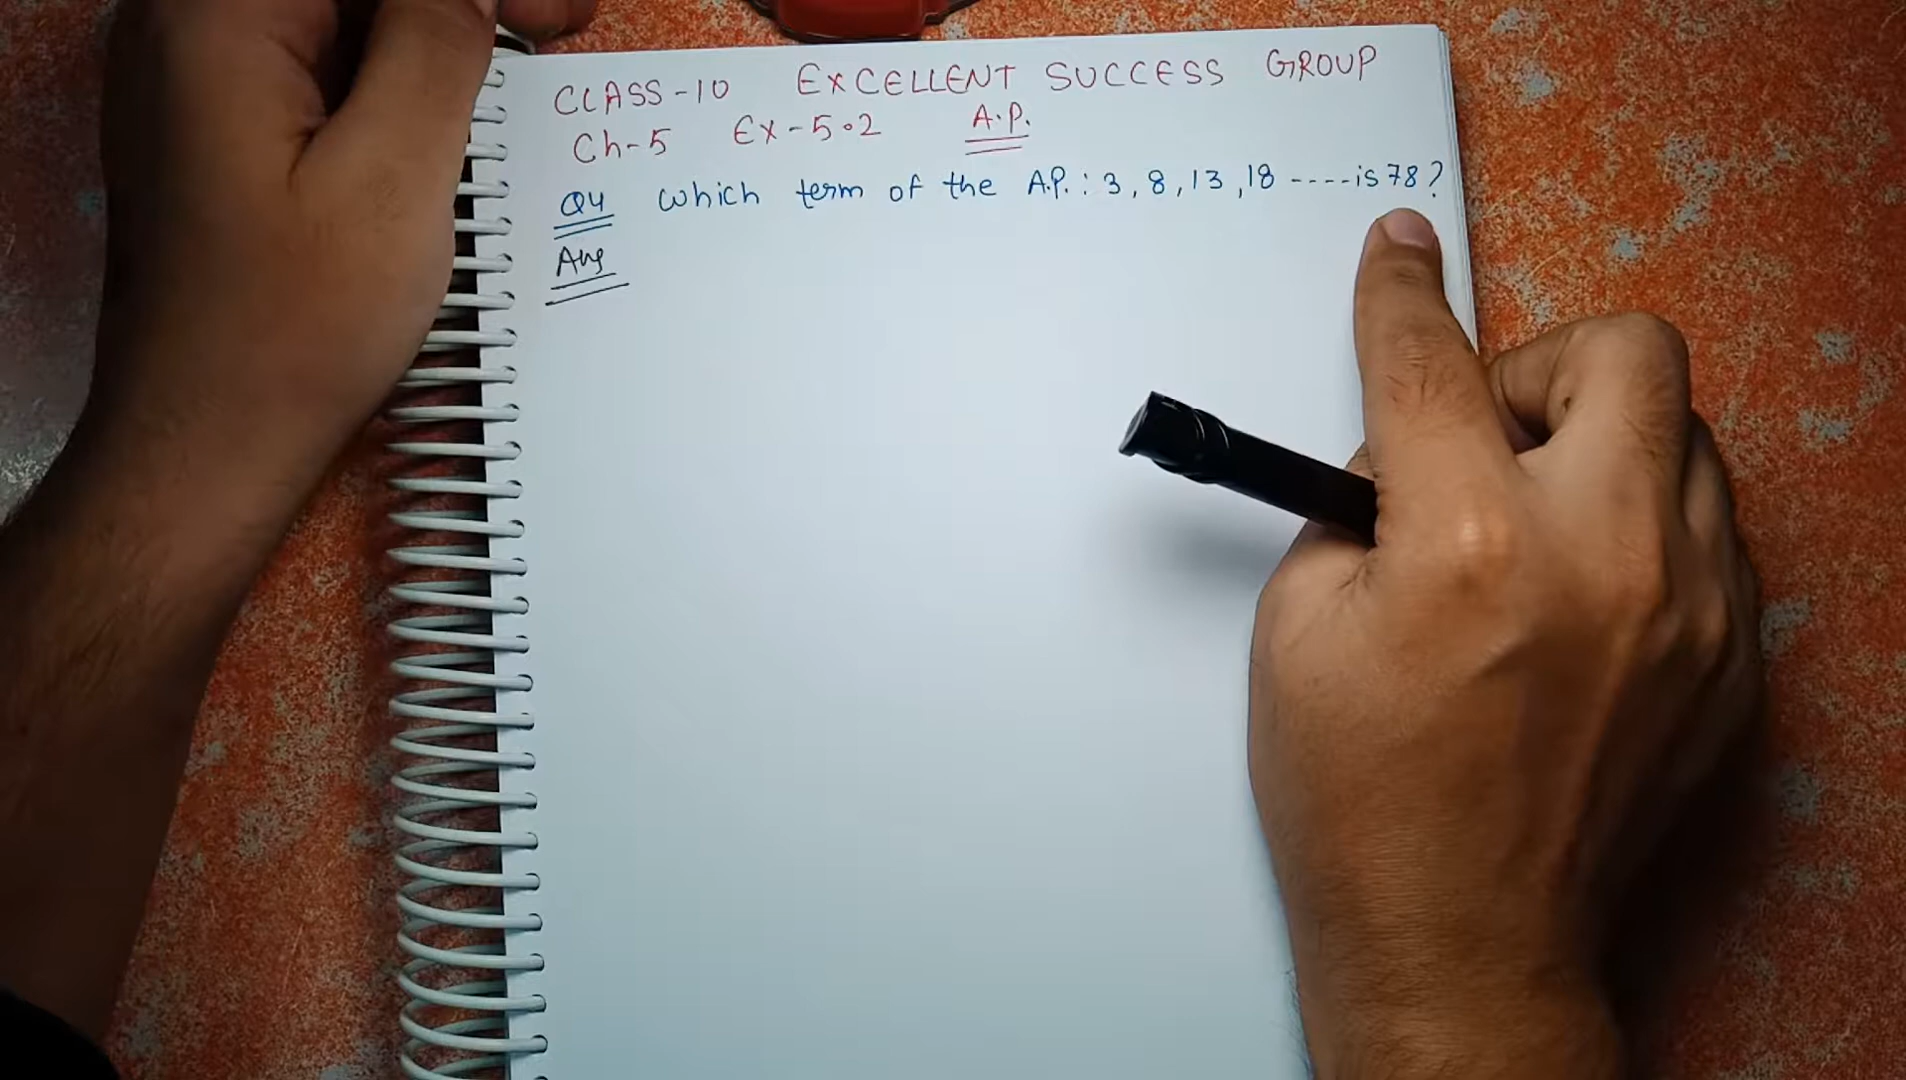 CLASS-10 EXCELLENT SUCCESS GROUP
Ch-5 Ex-5.2 A.P.
Q4 Which term of the A.P.: 3, 8, 13, 18 ----is 78?
Ans